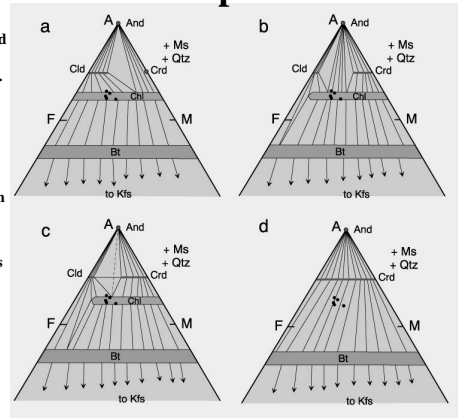 a
A And
+ Ms
+ Qtz
Cld
Crd
Chl
F
M
Bt
to Kfs
b
A And
+ Ms
+ Qtz
Cld
Crd
Chl
F
M
Bt
to Kfs
c
A And
+ Ms
+ Qtz
Cld
Crd
Chl
F
M
Bt
to Kfs
d
A And
+ Ms
+ Qtz
Crd
F
M
Bt
to Kfs